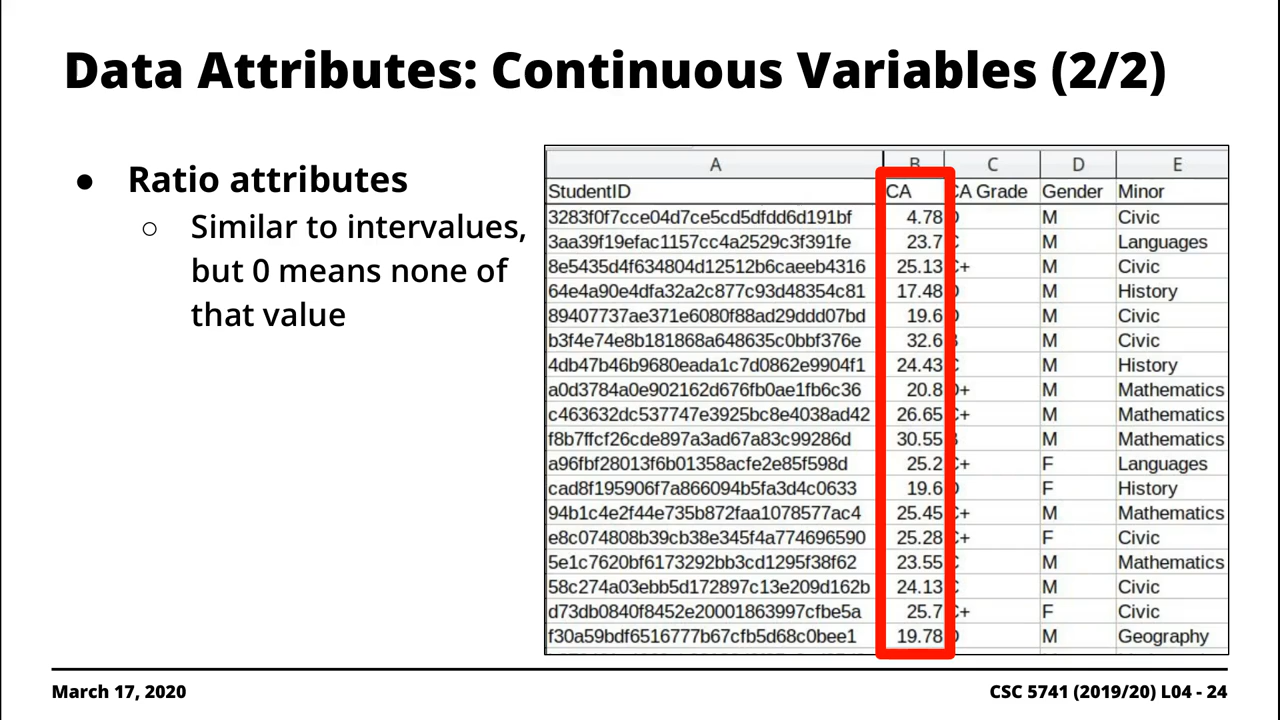 Data Attributes: Continuous Variables (2/2)
● Ratio attributes
○ Similar to intervalues,
but 0 means none of
that value
A B C D E
StudentID CA CA Grade Gender Minor
3283f0f7cce04d7ce5cd5dfdd6d191bf 4.78 D M Civic
3aa39f19efac1157cc4a2529c3f391fe 23.7 C M Languages
8e5435d4f634804d12512b6caeeb4316 25.13 C+ M Civic
64e4a90e4dfa32a2c877c93d48354c81 17.48 D M History
89407737ae371e6080f88ad29ddd07bd 19.6 D M Civic
b3f4e74e8b181868a648635c0bbf376e 32.6 B M Civic
4db47b46b9680eada1c7d0862e9904f1 24.43 C M History
a0d3784a0e902162d676fb0ae1fb6c36 20.8 D+ M Mathematics
c463632dc537747e3925bc8e4038ad42 26.65 C+ M Mathematics
f8b7ffcf26cde897a3ad67a83c99286d 30.55 B M Mathematics
a96fbf28013f6b01358acfe2e85f598d 25.2 C+ F Languages
cad8f195906f7a866094b5fa3d4c0633 19.6 D F History
94b1c4e2f44e735b872faa1078577ac4 25.45 C+ M Mathematics
e8c074808b39cb38e345f4a774696590 25.28 C+ F Civic
5e1c7620bf6173292bb3cd1295f38f62 23.55 C M Mathematics
58c274a03ebb5d172897c13e209d162b 24.13 C M Civic
d73db0840f8452e20001863997cfbe5a 25.7 C+ F Civic
f30a59bdf6516777b67cfb5d68c0bee1 19.78 D M Geography
March 17, 2020
CSC 5741 (2019/20) L04 - 24